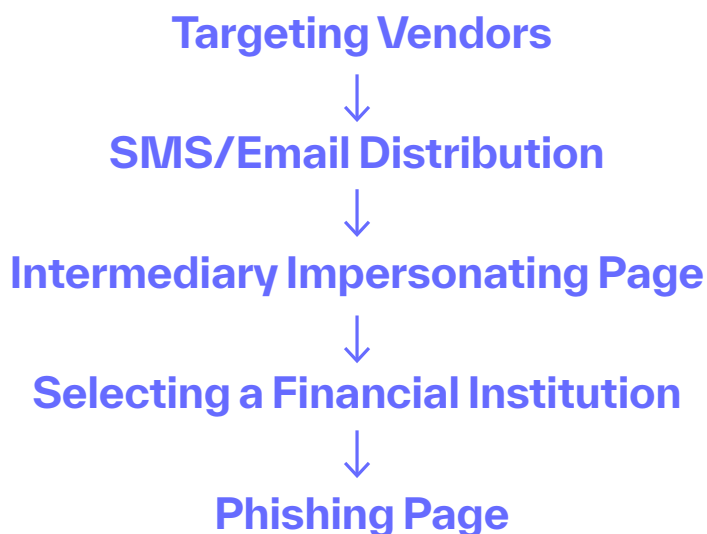 Targeting Vendors
SMS/Email Distribution
Intermediary Impersonating Page
Selecting a Financial Institution
Phishing Page